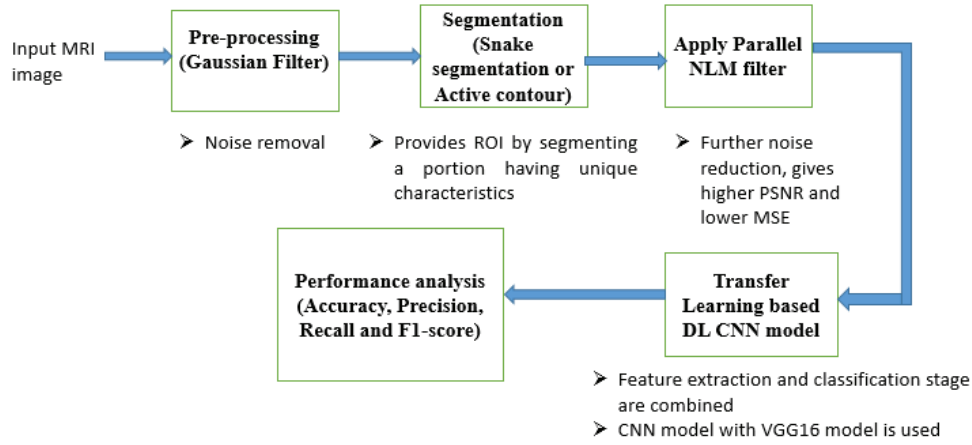 Input MRI
image
Pre-processing
(Gaussian Filter)
Segmentation
(Snake
segmentation or
Active contour)
Apply Parallel
NLM filter
➤ Noise removal
➤ Provides ROI by segmenting
a portion having unique
characteristics
➤ Further noise
reduction, gives
higher PSNR and
lower MSE
Performance analysis
(Accuracy, Precision,
Recall and F1-score)
Transfer
Learning based
DL CNN model
➤ Feature extraction and classification stage
are combined
➤ CNN model with VGG16 model is used